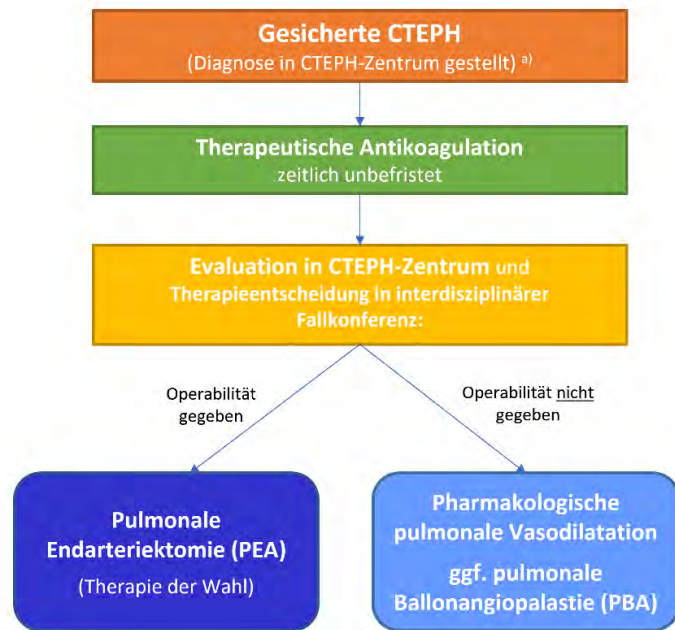 Gesicherte CTEPH
(Diagnose in CTEPH-Zentrum gestellt) a)
Therapeutische Antikoagulation
zeitlich unbefristet
Evaluation in CTEPH-Zentrum und
Therapieentscheidung in interdisziplinärer
Fallkonferenz:
Operabilität
gegeben
Operabilität nicht
gegeben
Pulmonale
Endarteriektomie (PEA)
(Therapie der Wahl)
Pharmakologische
pulmonale Vasodilatation
ggf. pulmonale
Ballonangiopalastie (PBA)